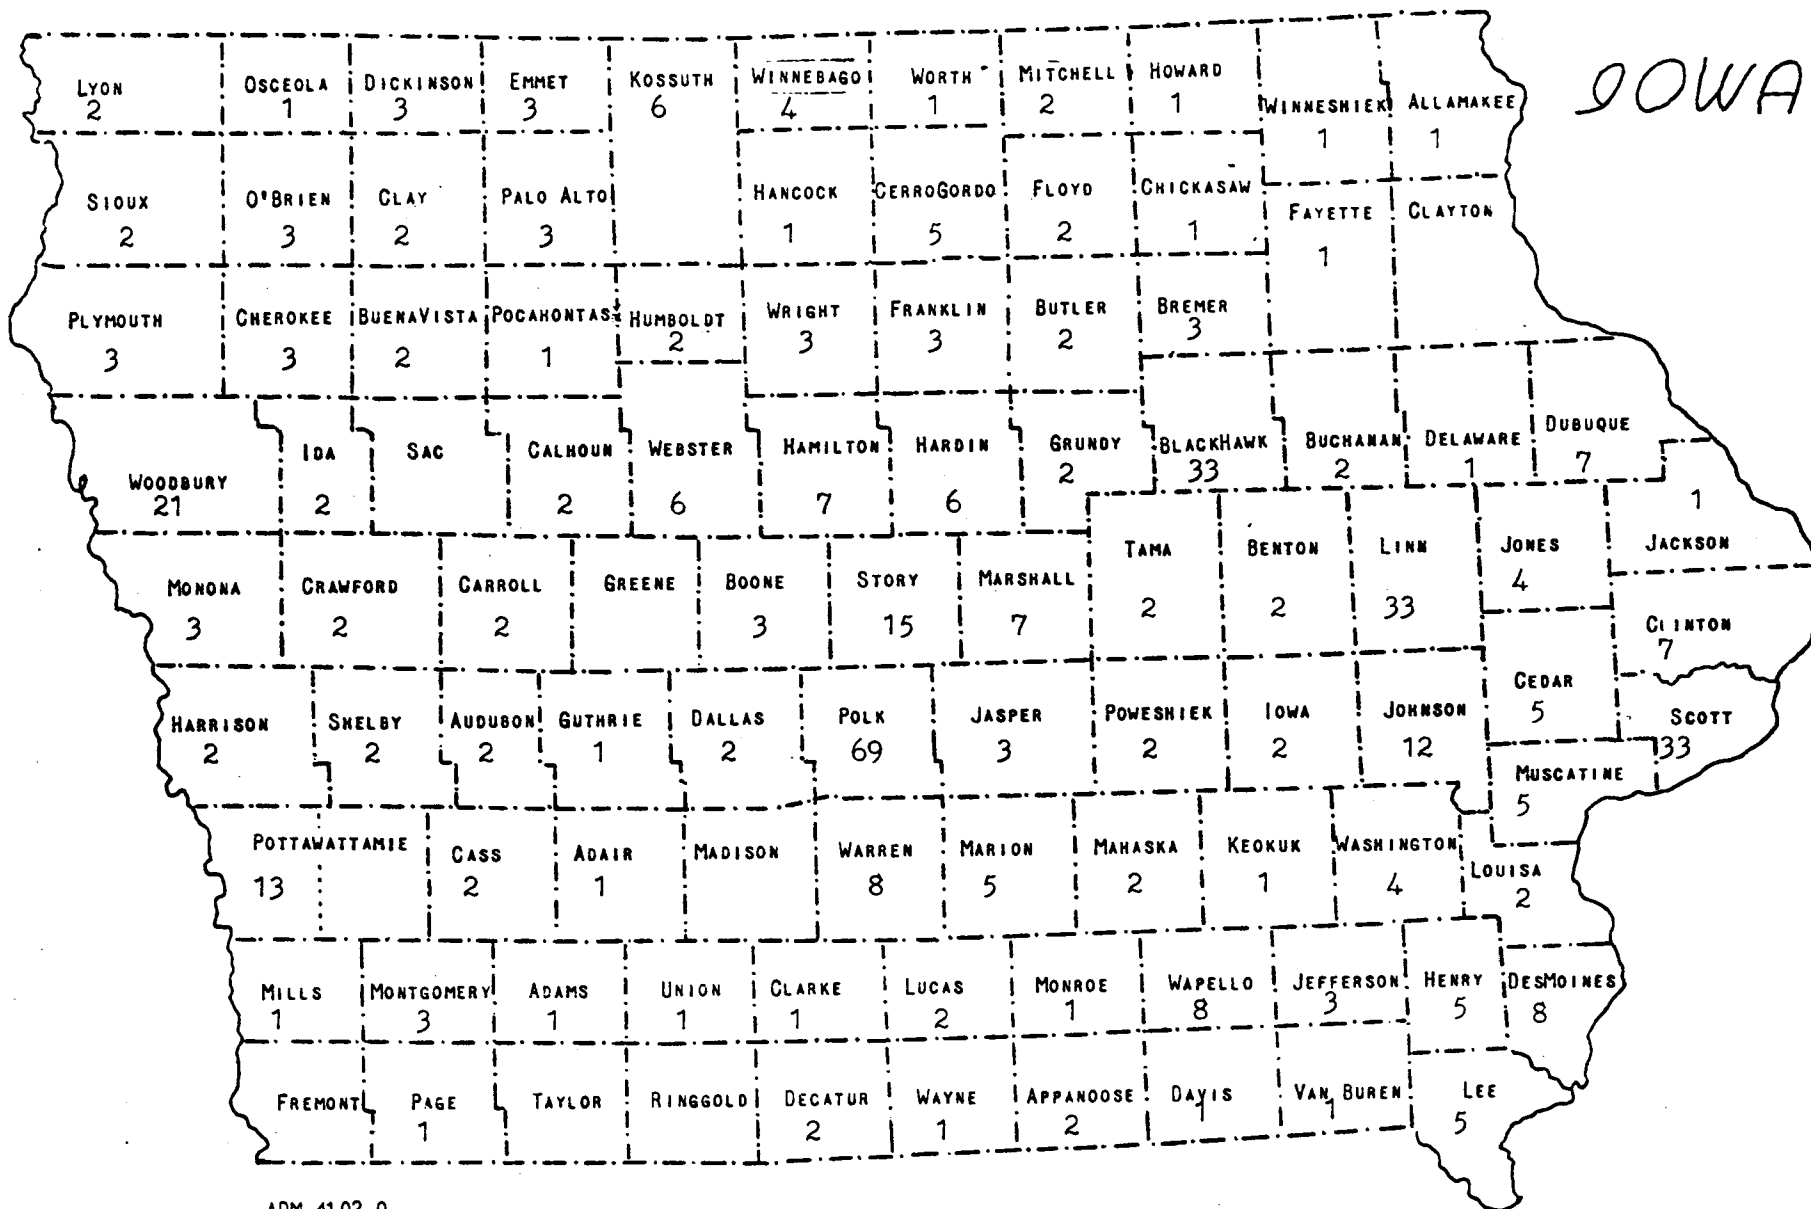 IOWA
LYON
2
OSCEOLA
1
DICKINSON
3
EMMET
3
KOSSUTH
6
WINNEBAGO
4
WORTH
1
MITCHELL
2
HOWARD
1
WINNESHIEK
1
ALLAMAKEE
1
SIOUX
2
O'BRIEN
3
CLAY
2
PALO ALTO
3
HANCOCK
1
CERROGORDO
5
FLOYD
2
CHICKASAW
1
FAYETTE
1
CLAYTON
PLYMOUTH
3
CHEROKEE
3
BUENAVISTA
2
POCAHONTAS
1
HUMBOLDT
2
WRIGHT
3
FRANKLIN
3
BUTLER
2
BREMER
3
WOODBURY
21
IDA
2
SAC
CALHOUN
2
WEBSTER
6
HAMILTON
7
HARDIN
6
GRUNDY
2
BLACKHAWK
33
BUCHANAN
2
DELAWARE
1
DUBUQUE
7
1
JACKSON
MONONA
3
CRAWFORD
2
CARROLL
2
GREENE
BOONE
3
STORY
15
MARSHALL
7
TAMA
2
BENTON
2
LINN
33
JONES
4
CLINTON
7
HARRISON
2
SHELBY
2
AUDUBON
2
GUTHRIE
1
DALLAS
2
POLK
69
JASPER
3
POWESHIEK
2
IOWA
2
JOHNSON
12
CEDAR
5
SCOTT
33
MUSCATINE
5
POTTAWATTAMIE
13
CASS
2
ADAIR
1
MADISON
WARREN
8
MARION
5
MAHASKA
2
KEOKUK
1
WASHINGTON
4
LOUISA
2
MILLS
1
MONTGOMERY
3
ADAMS
1
UNION
1
CLARKE
1
LUCAS
2
MONROE
1
WAPELLO
8
JEFFERSON
3
HENRY
5
DESMOINES
8
FREMONT
PAGE
1
TAYLOR
RINGGOLD
DECATUR
2
WAYNE
1
APPANOOSE
2
DAVIS
1
VAN BUREN
1
LEE
5
ADM 4102-0